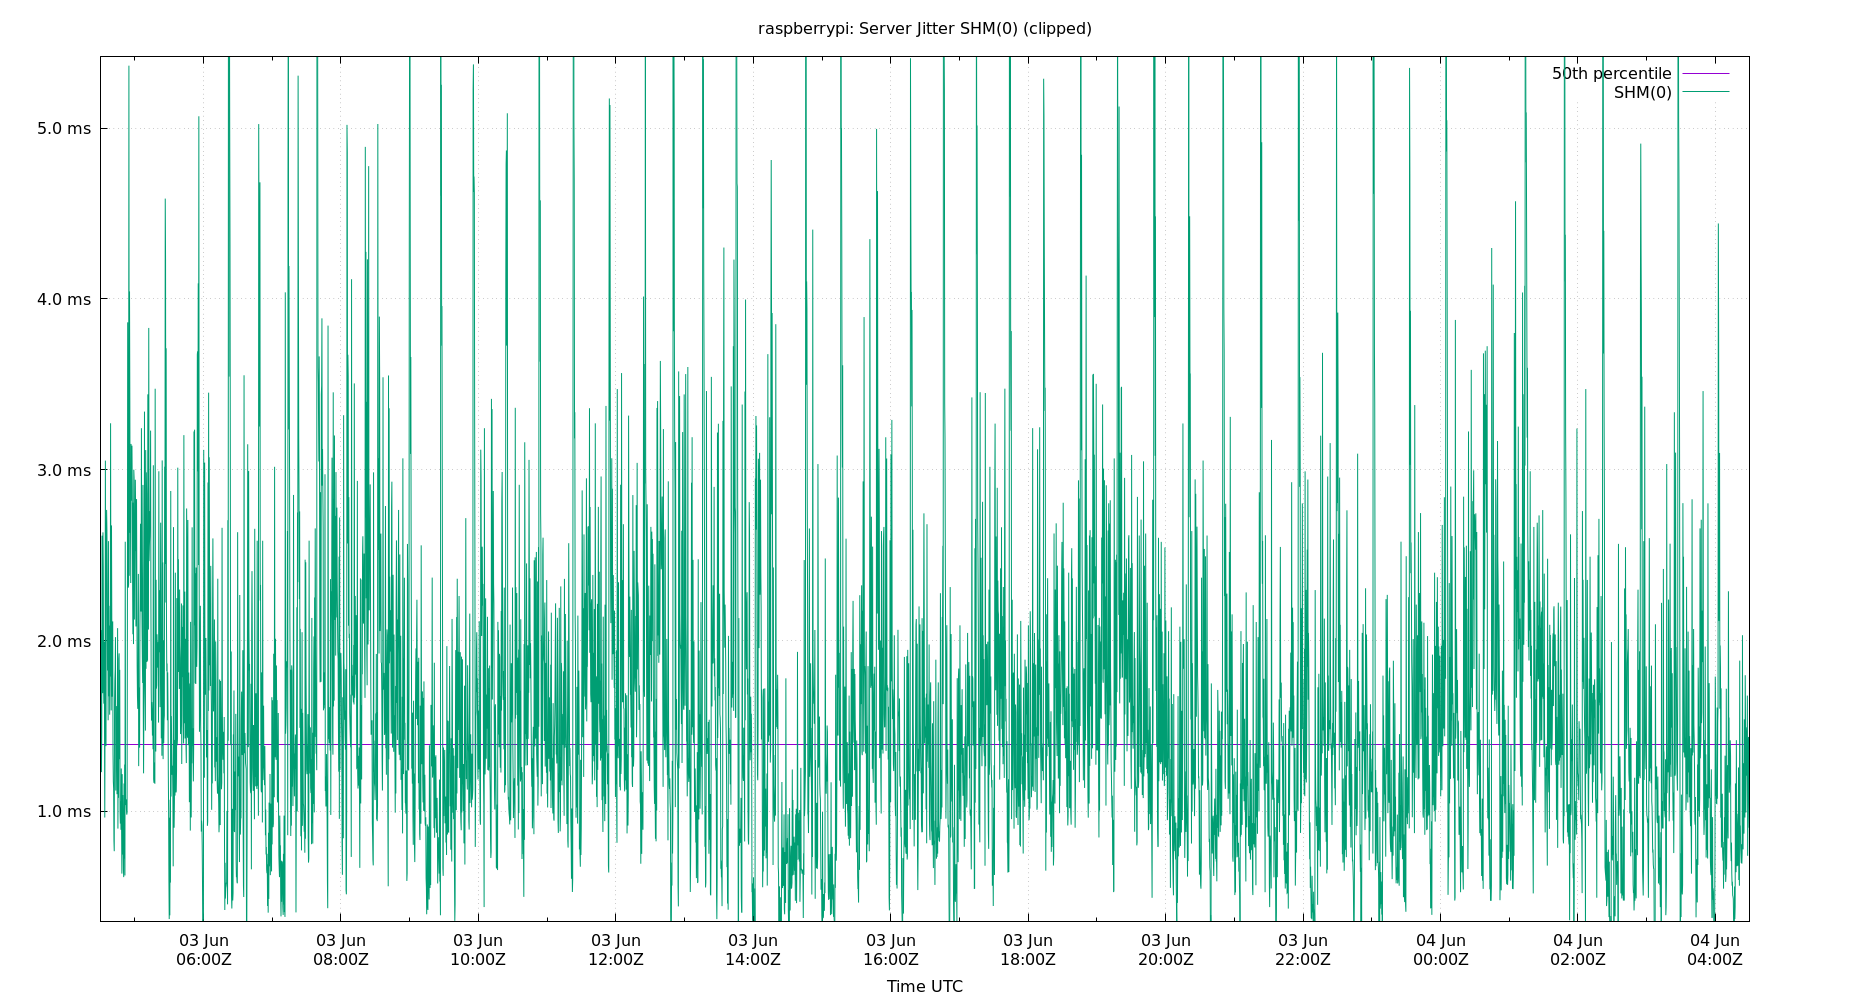 raspberrypi: Server Jitter SHM(0) (clipped)
50th percentile
SHM(0)
5.0 ms
4.0 ms
3.0 ms
2.0 ms
1.0 ms
03 Jun 03 Jun 03 Jun 03 Jun 03 Jun 03 Jun 03 Jun 03 Jun 03 Jun 04 Jun 04 Jun 04 Jun
06:00Z 08:00Z 10:00Z 12:00Z 14:00Z 16:00Z 18:00Z 20:00Z 22:00Z 00:00Z 02:00Z 04:00Z
Time UTC